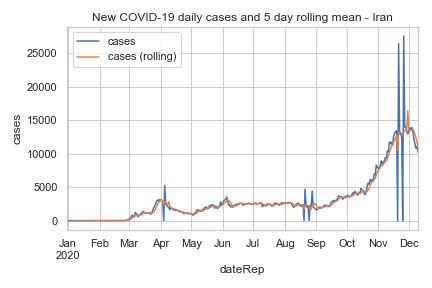 New COVID-19 daily cases and 5 day rolling mean - Iran
cases
cases (rolling)
25000
20000
15000
10000
5000
0
cases
Jan Feb Mar Apr May Jun Jul Aug Sep Oct Nov Dec
2020
dateRep